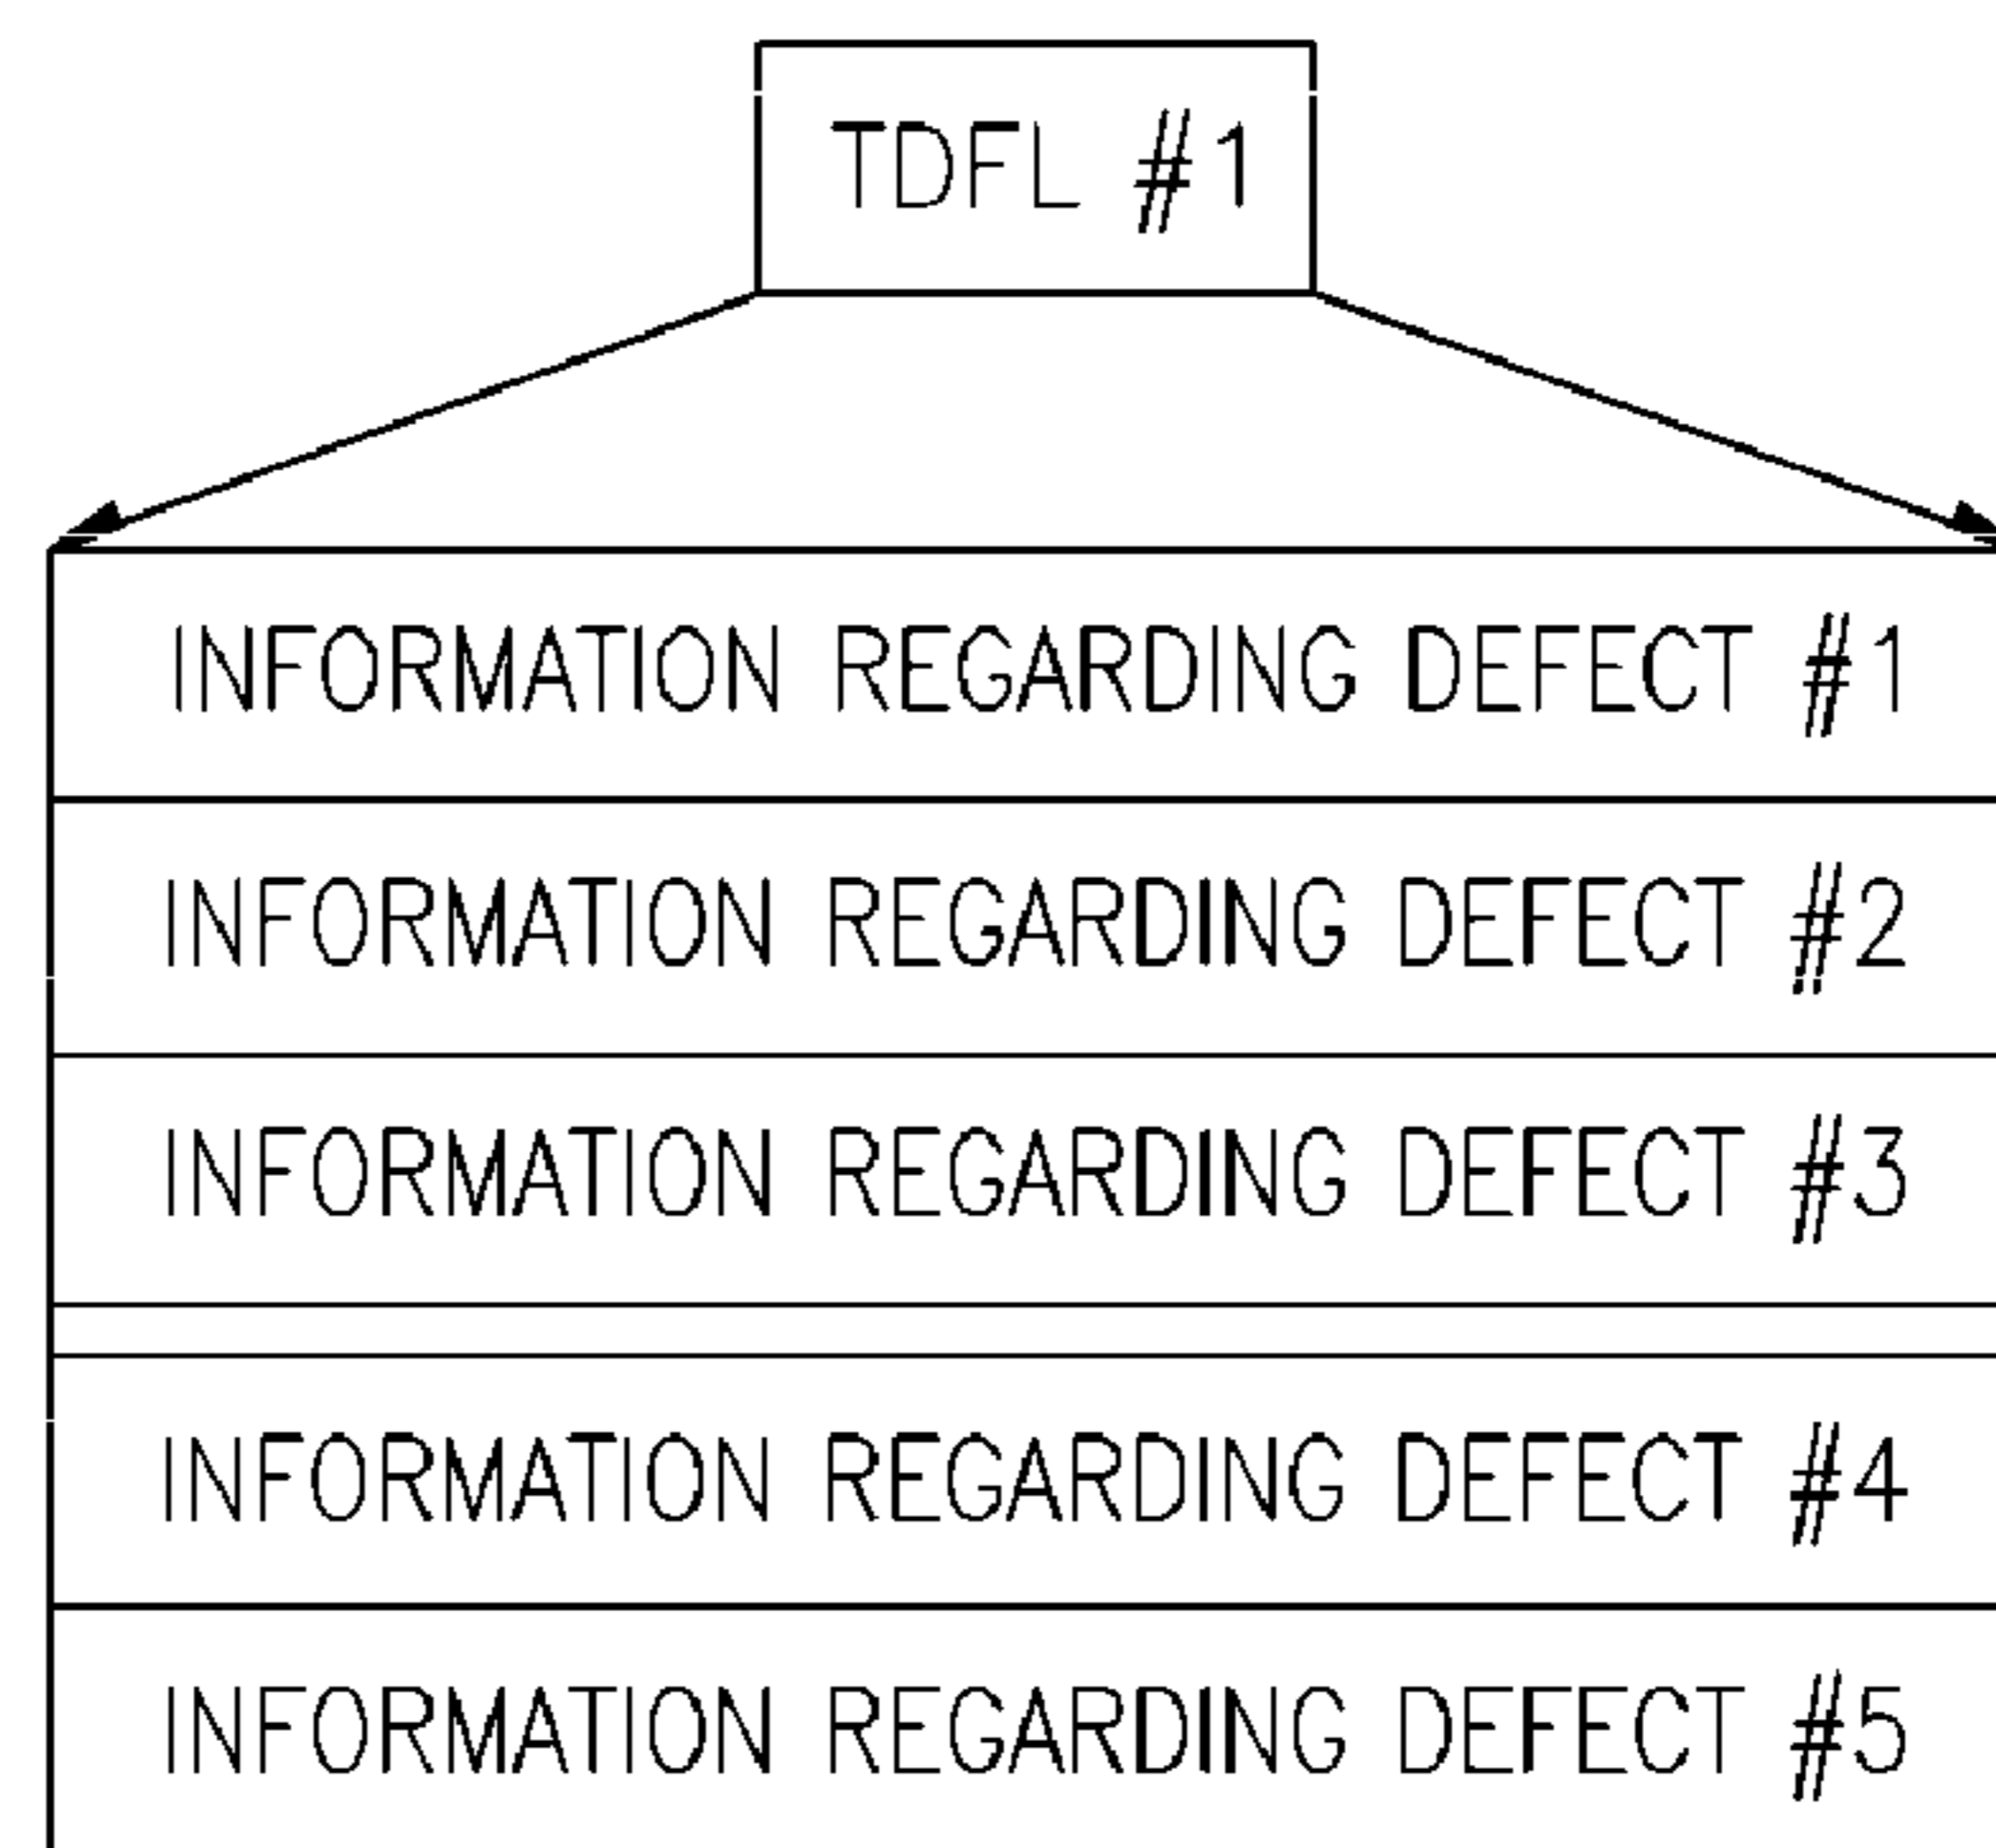 TDFL #1
INFORMATION REGARDING DEFECT #1
INFORMATION REGARDING DEFECT #2
INFORMATION REGARDING DEFECT #3
INFORMATION REGARDING DEFECT #4
INFORMATION REGARDING DEFECT #5